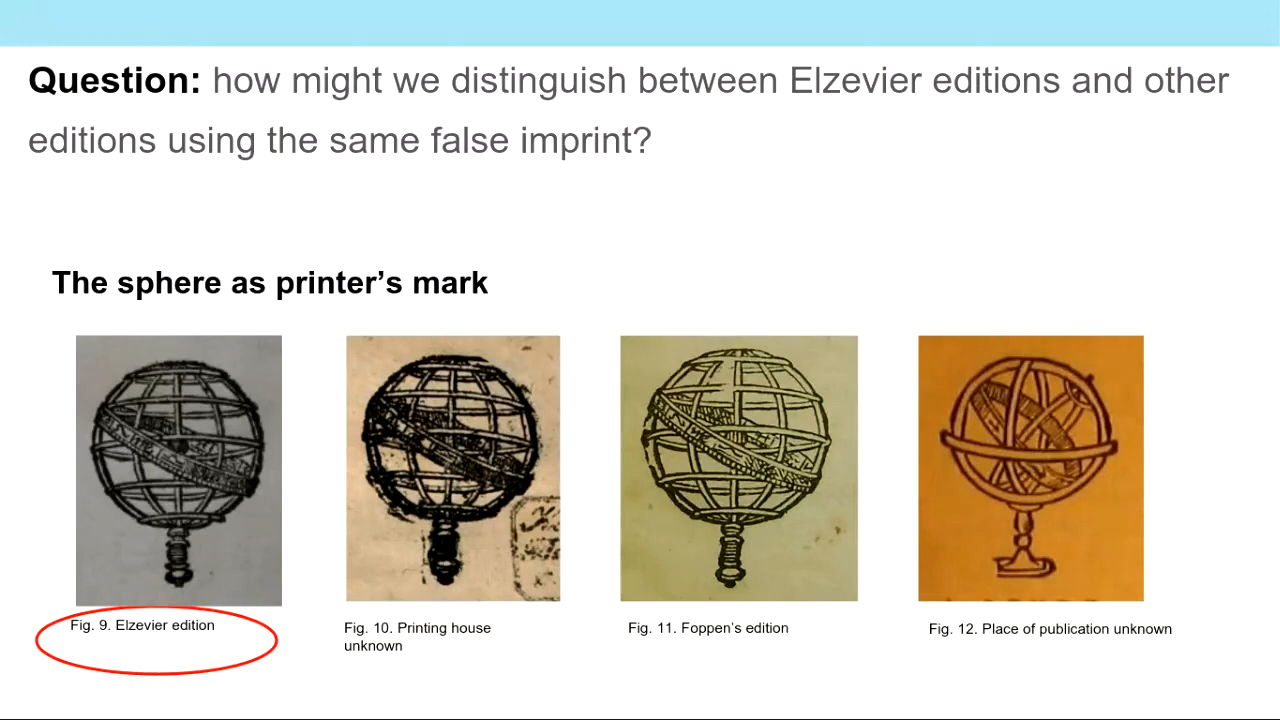 Question: how might we distinguish between Elzevier editions and other
editions using the same false imprint?
The sphere as printer’s mark
Fig. 9. Elzevier edition
Fig. 10. Printing house
unknown
Fig. 11. Foppen’s edition
Fig. 12. Place of publication unknown